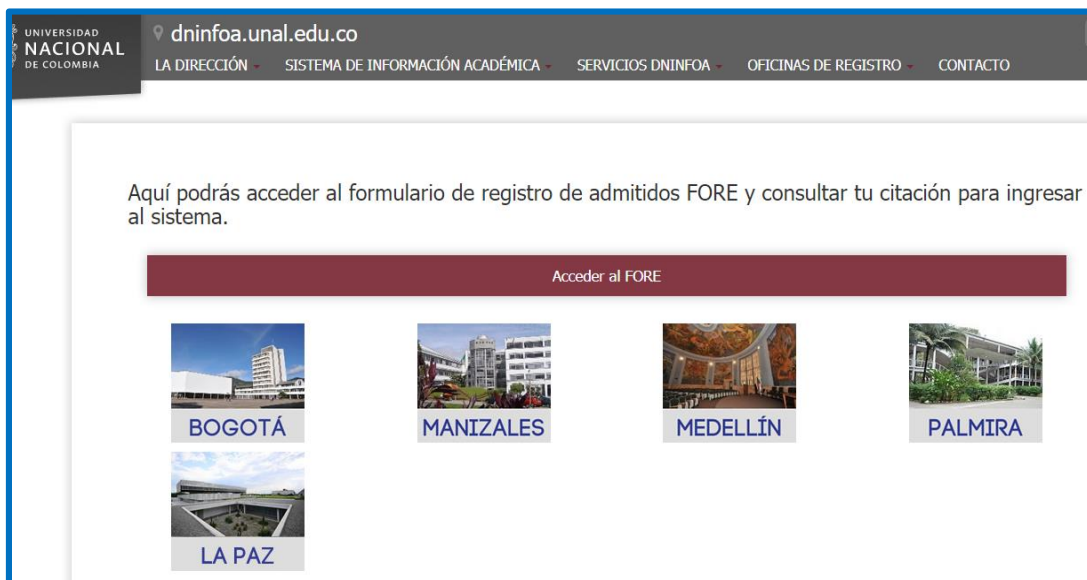 UNIVERSIDAD
NACIONAL
DE COLOMBIA
dninfoa.unal.edu.co
LA DIRECCIÓN SISTEMA DE INFORMACIÓN ACADÉMICA SERVICIOS DNINFOA OFICINAS DE REGISTRO CONTACTO
Aquí podrás acceder al formulario de registro de admitidos FORE y consultar tu citación para ingresar
al sistema.
Acceder al FORE
BOGOTÁ MANIZALES MEDELLÍN PALMIRA
LA PAZ